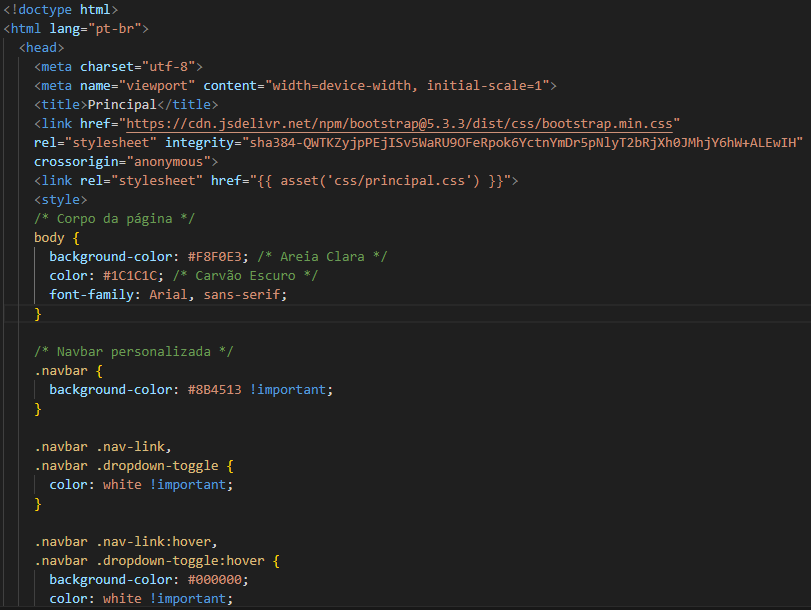 <!doctype html>
<html lang="pt-br">
<head>
<meta charset="utf-8">
<meta name="viewport" content="width=device-width, initial-scale=1">
<title>Principal</title>
<link href="https://cdn.jsdelivr.net/npm/bootstrap@5.3.3/dist/css/bootstrap.min.css"
rel="stylesheet" integrity="sha384-QWTKZyjpPEjISv5WaRU9OFeRpok6YctnYmDr5pNlyT2bRjXh0JMhjY6hW+ALEwIH"
crossorigin="anonymous">
<link rel="stylesheet" href="{{ asset('css/principal.css') }}">
<style>
/* Corpo da página */
body {
background-color: #F8F0E3; /* Areia Clara */
color: #1C1C1C; /* Carvão Escuro */
font-family: Arial, sans-serif;
}
/* Navbar personalizada */
.navbar {
background-color: #8B4513 !important;
}
.navbar .nav-link,
.navbar .dropdown-toggle {
color: white !important;
}
.navbar .nav-link:hover,
.navbar .dropdown-toggle:hover {
background-color: #000000;
color: white !important;